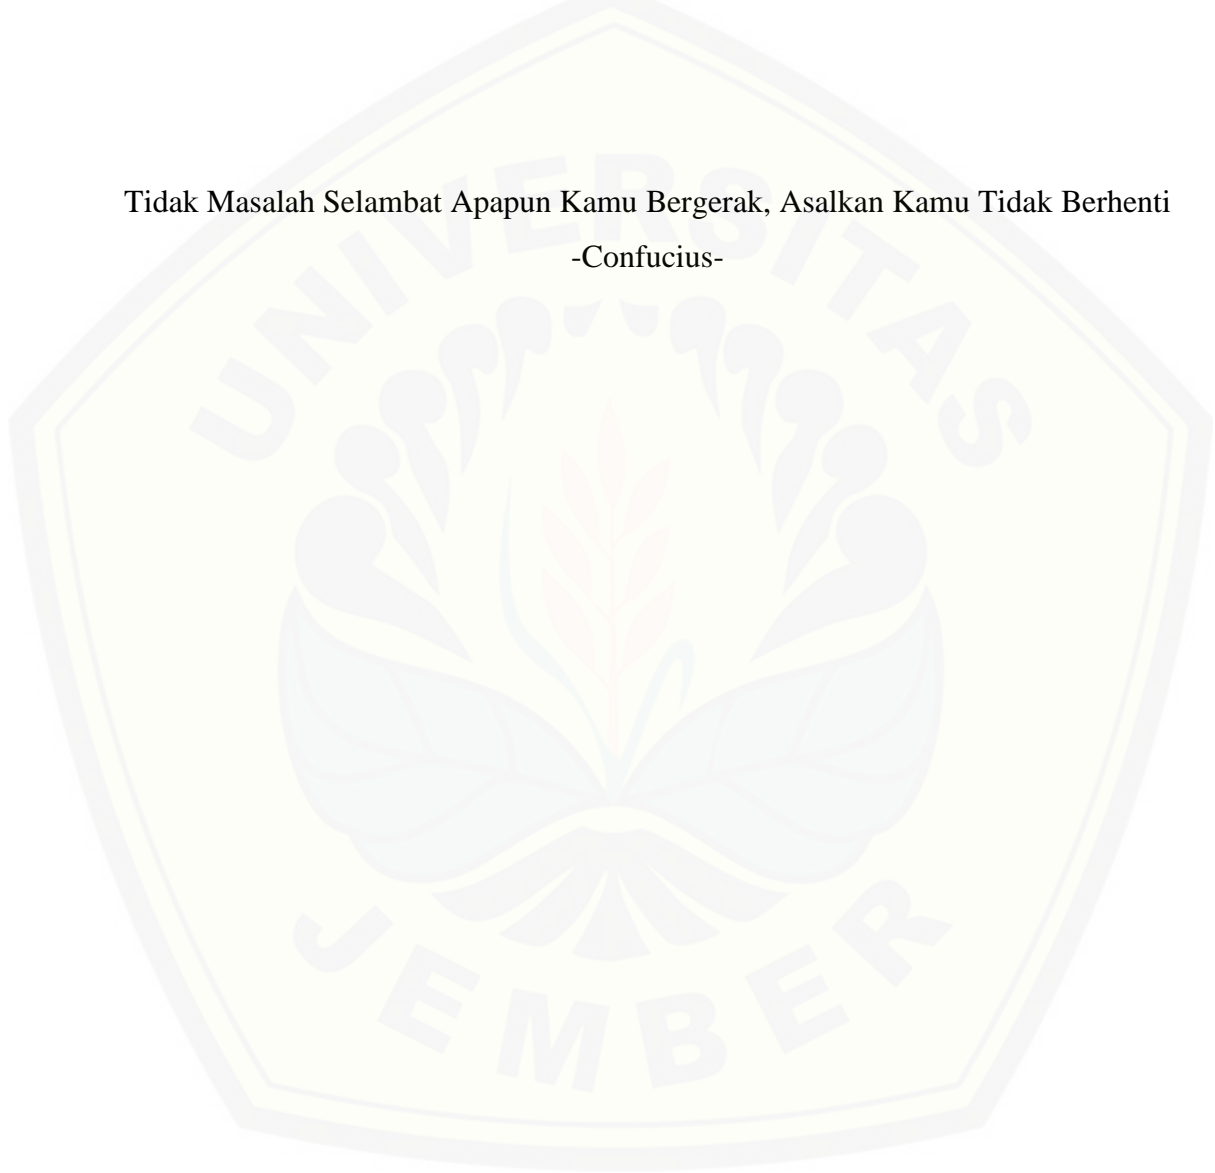 Tidak Masalah Selambat Apapun Kamu Bergerak, Asalkan Kamu Tidak Berhenti
-Confucius-
UNIVERSITAS
JEMBER